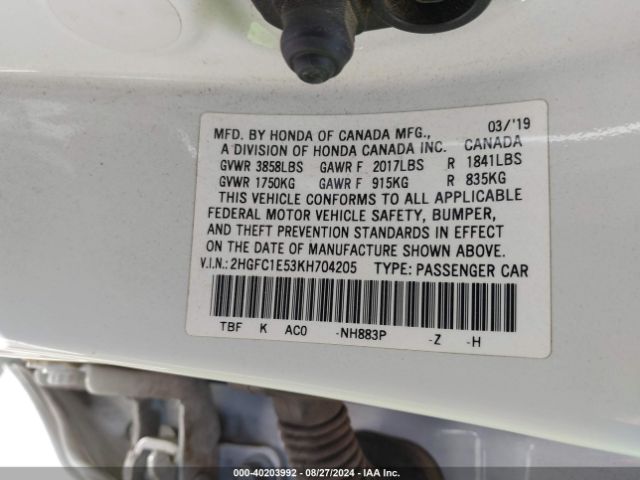 03/'19
MFD. BY HONDA OF CANADA MFG., CANADA
A DIVISION OF HONDA CANADA INC.
GVWR 3858LBS GAWR F 2017LBS R 1841LBS
GVWR 1750KG GAWR F 915KG R 835KG
THIS VEHICLE CONFORMS TO ALL APPLICABLE
FEDERAL MOTOR VEHICLE SAFETY, BUMPER,
AND THEFT PREVENTION STANDARDS IN EFFECT
ON THE DATE OF MANUFACTURE SHOWN ABOVE.
V.I.N.: 2HGFC1E53KH704205 TYPE: PASSENGER CAR
TBF K AC0 -NH883P -Z -H
000-40203992 - 08/27/2024 - IAA Inc.